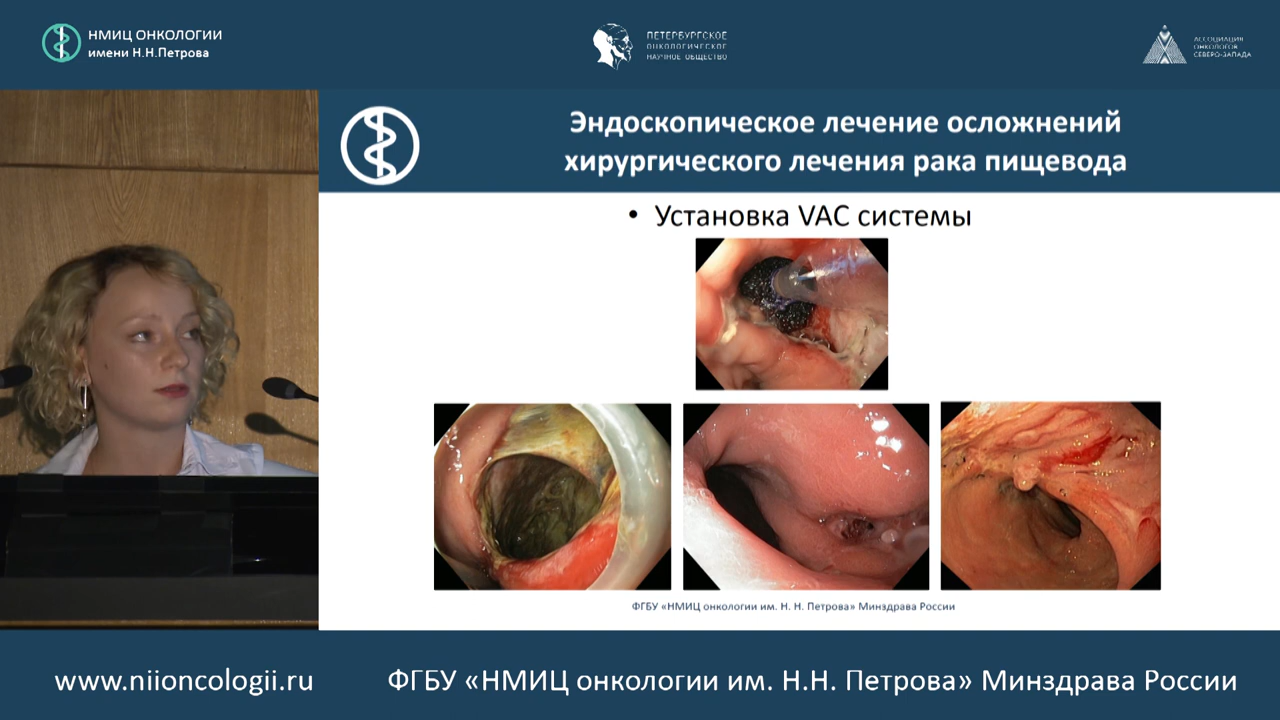 НМИЦ ОНКОЛОГИИ
имени Н.Н.Петрова
ПЕТЕРБУРГСКОЕ
ОНКОЛОГИЧЕСКОЕ
НАУЧНОЕ ОБЩЕСТВО
АССОЦИАЦИЯ
ОНКОЛОГОВ
СЕВЕРО-ЗАПАДА
Эндоскопическое лечение осложнений
хирургического лечения рака пищевода
• Установка VAC системы
ФГБУ «НМИЦ онкологии им. Н. Н. Петрова» Минздрава России
www.niioncologii.ru
ФГБУ «НМИЦ онкологии им. Н.Н. Петрова» Минздрава России